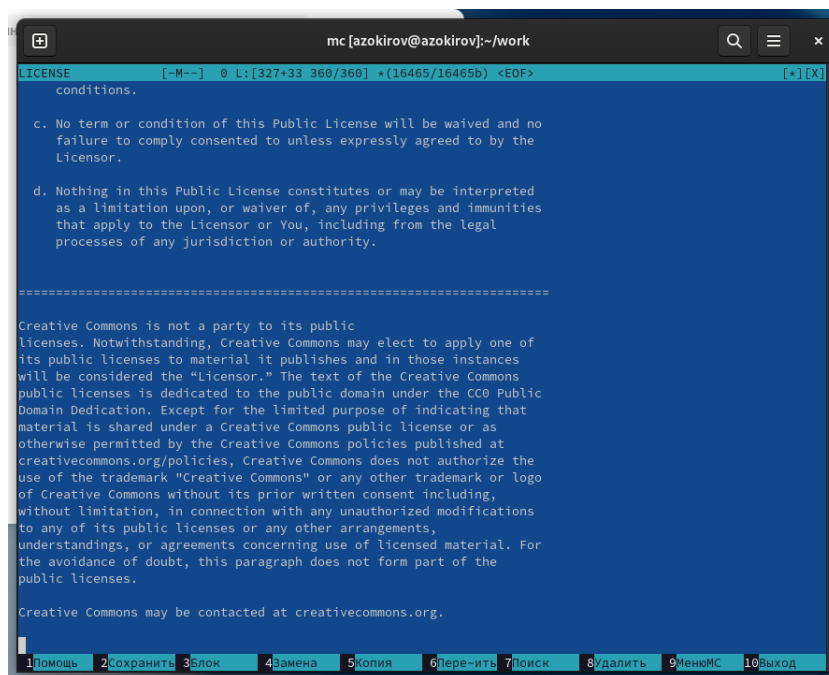 mc [azokirov@azokirov]:~/work
LICENSE [-M--] 0 L:[327+33 360/360] *(16465/16465b) <EOF> [*][X]
conditions.
c. No term or condition of this Public License will be waived and no
failure to comply consented to unless expressly agreed to by the
Licensor.
d. Nothing in this Public License constitutes or may be interpreted
as a limitation upon, or waiver of, any privileges and immunities
that apply to the Licensor or You, including from the legal
processes of any jurisdiction or authority.
=======================================================================
Creative Commons is not a party to its public
licenses. Notwithstanding, Creative Commons may elect to apply one of
its public licenses to material it publishes and in those instances
will be considered the “Licensor.” The text of the Creative Commons
public licenses is dedicated to the public domain under the CC0 Public
Domain Dedication. Except for the limited purpose of indicating that
material is shared under a Creative Commons public license or as
otherwise permitted by the Creative Commons policies published at
creativecommons.org/policies, Creative Commons does not authorize the
use of the trademark "Creative Commons" or any other trademark or logo
of Creative Commons without its prior written consent including,
without limitation, in connection with any unauthorized modifications
to any of its public licenses or any other arrangements,
understandings, or agreements concerning use of licensed material. For
the avoidance of doubt, this paragraph does not form part of the
public licenses.
Creative Commons may be contacted at creativecommons.org.
1Помощь 2Сохранить 3Блок 4Замена 5Копия 6Пере~ить 7Поиск 8Удалить 9МенюMC 10Выход